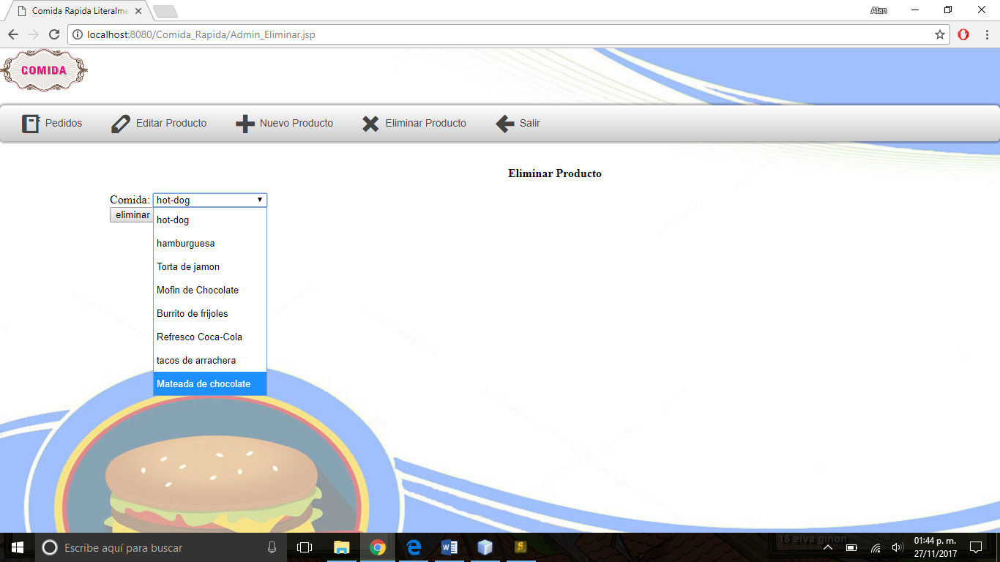 Comida Rapida Literalme
Alan
localhost:8080/Comida_Rapida/Admin_Eliminar.jsp
COMIDA
Pedidos Editar Producto Nuevo Producto Eliminar Producto Salir
Eliminar Producto
Comida: hot-dog
eliminar
hot-dog
hamburguesa
Torta de jamon
Mofin de Chocolate
Burrito de frijoles
Refresco Coca-Cola
tacos de arrachera
Mateada de chocolate
15 elva ginon
Escribe aquí para buscar
01:44 p. m.
27/11/2017